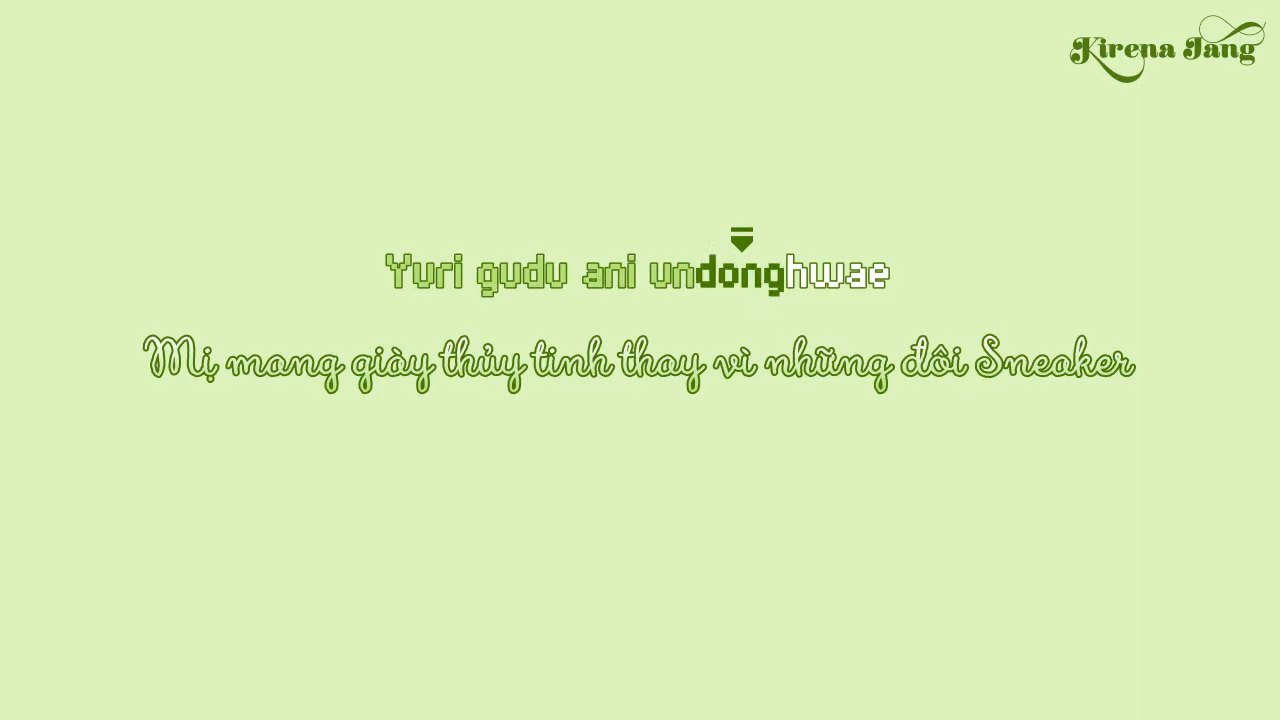 Kirena Jang
Yuri gudu ani undonghwae
Mị mang giày thủy tinh thay vì những đôi Sneaker